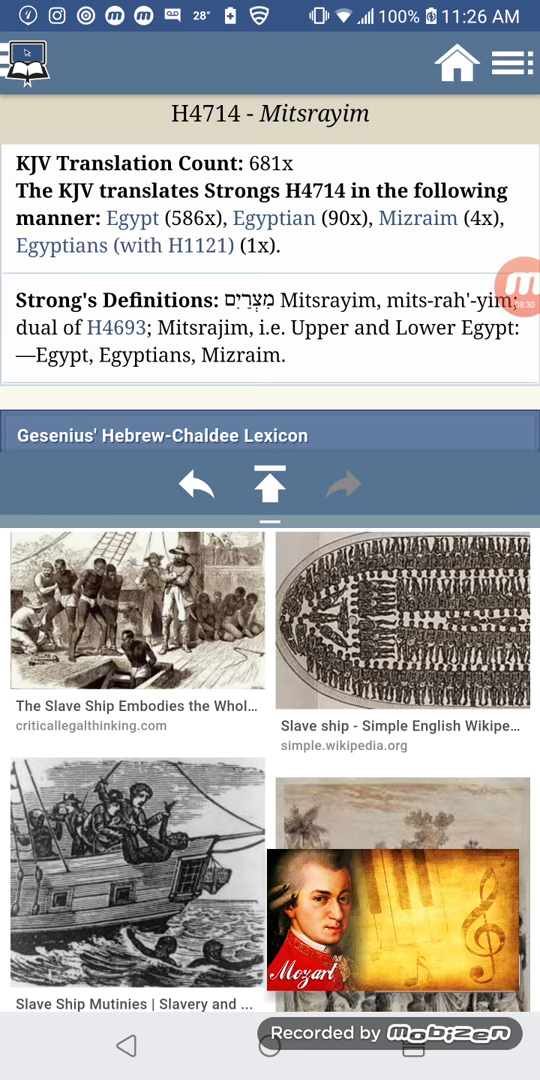 28° 100% 11:26 AM
H4714 - Mitsrayim
KJV Translation Count: 681x
The KJV translates Strongs H4714 in the following
manner: Egypt (586x), Egyptian (90x), Mizraim (4x),
Egyptians (with H1121) (1x).
08:30
Strong's Definitions: מִצְרַיִם Mitsrayim, mits-rah'-yim;
dual of H4693; Mitsrajim, i.e. Upper and Lower Egypt:
—Egypt, Egyptians, Mizraim.
Gesenius' Hebrew-Chaldee Lexicon
The Slave Ship Embodies the Whol...
criticallegalthinking.com
Slave ship - Simple English Wikipe...
simple.wikipedia.org
Mozart
Slave Ship Mutinies | Slavery and ...
Recorded by mobizen